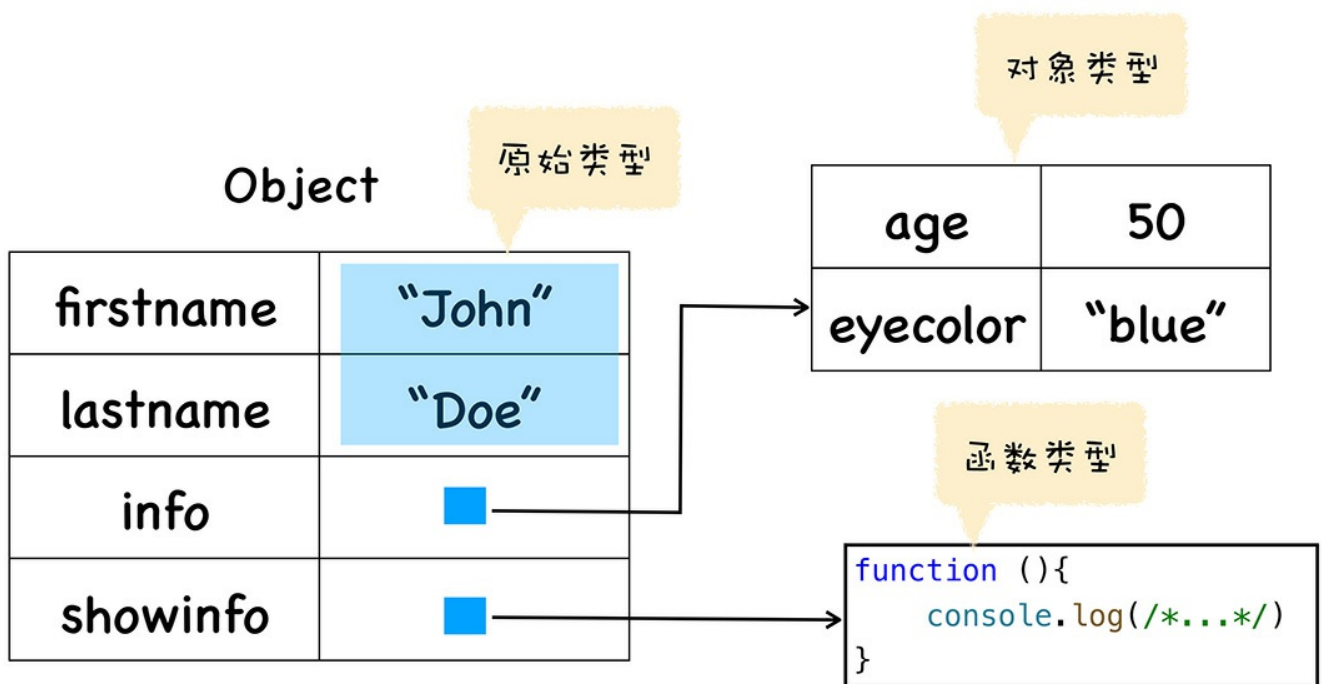 对象类型
原始类型
Object
age 50
firstname “John”
eyecolor “blue”
lastname “Doe”
函数类型
info
function (){
console.log(/*...*/)
}
showinfo